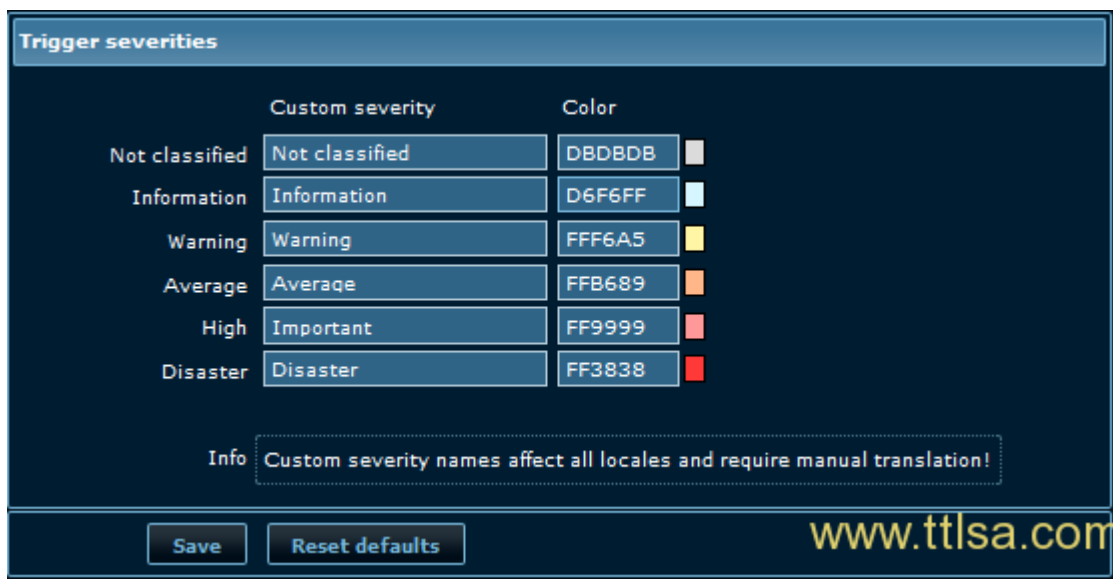 Trigger severities
Custom severity Color
Not classified Not classified DBDBDB
Information Information D6F6FF
Warning Warning FFF6A5
Average Average FFB689
High Important FF9999
Disaster Disaster FF3838
Info Custom severity names affect all locales and require manual translation!
Save Reset defaults www.ttlsa.com